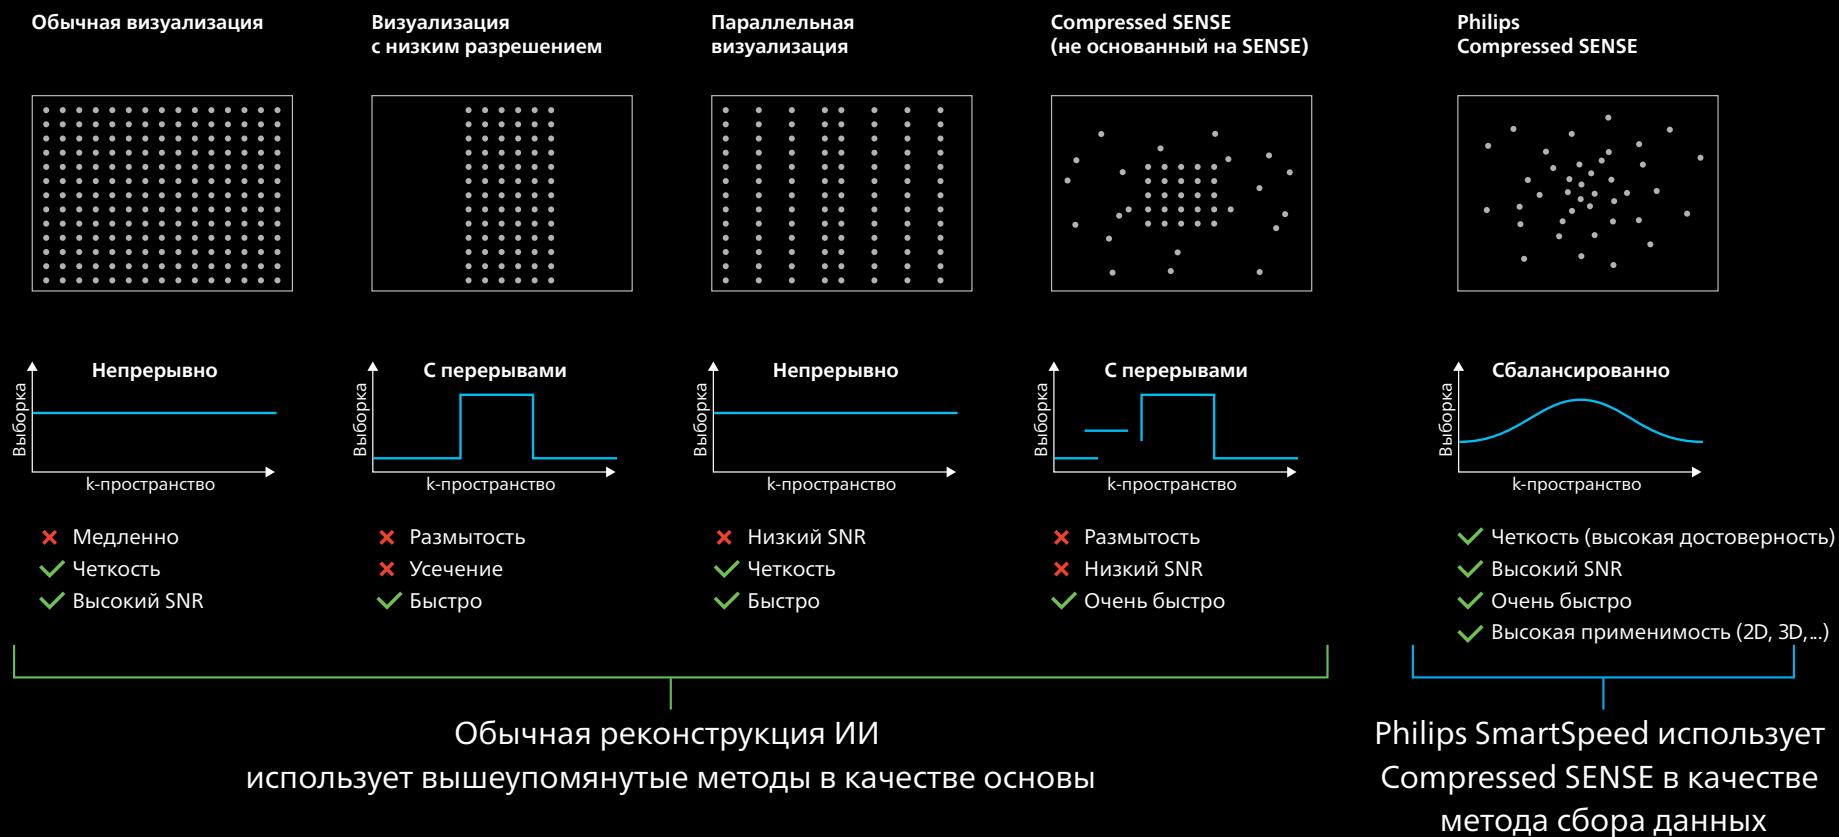 Обычная визуализация
Визуализация
с низким разрешением
Параллельная
визуализация
Compressed SENSE
(не основанный на SENSE)
Philips
Compressed SENSE
Выборка
Непрерывно
k-пространство
Выборка
С перерывами
k-пространство
Выборка
Непрерывно
k-пространство
Выборка
С перерывами
k-пространство
Выборка
Сбалансированно
k-пространство
Медленно
Четкость
Высокий SNR
Размытость
Усечение
Быстро
Низкий SNR
Четкость
Быстро
Размытость
Низкий SNR
Очень быстро
Четкость (высокая достоверность)
Высокий SNR
Очень быстро
Высокая применимость (2D, 3D,...)
Обычная реконструкция ИИ
использует вышеупомянутые методы в качестве основы
Philips SmartSpeed использует
Compressed SENSE в качестве
метода сбора данных